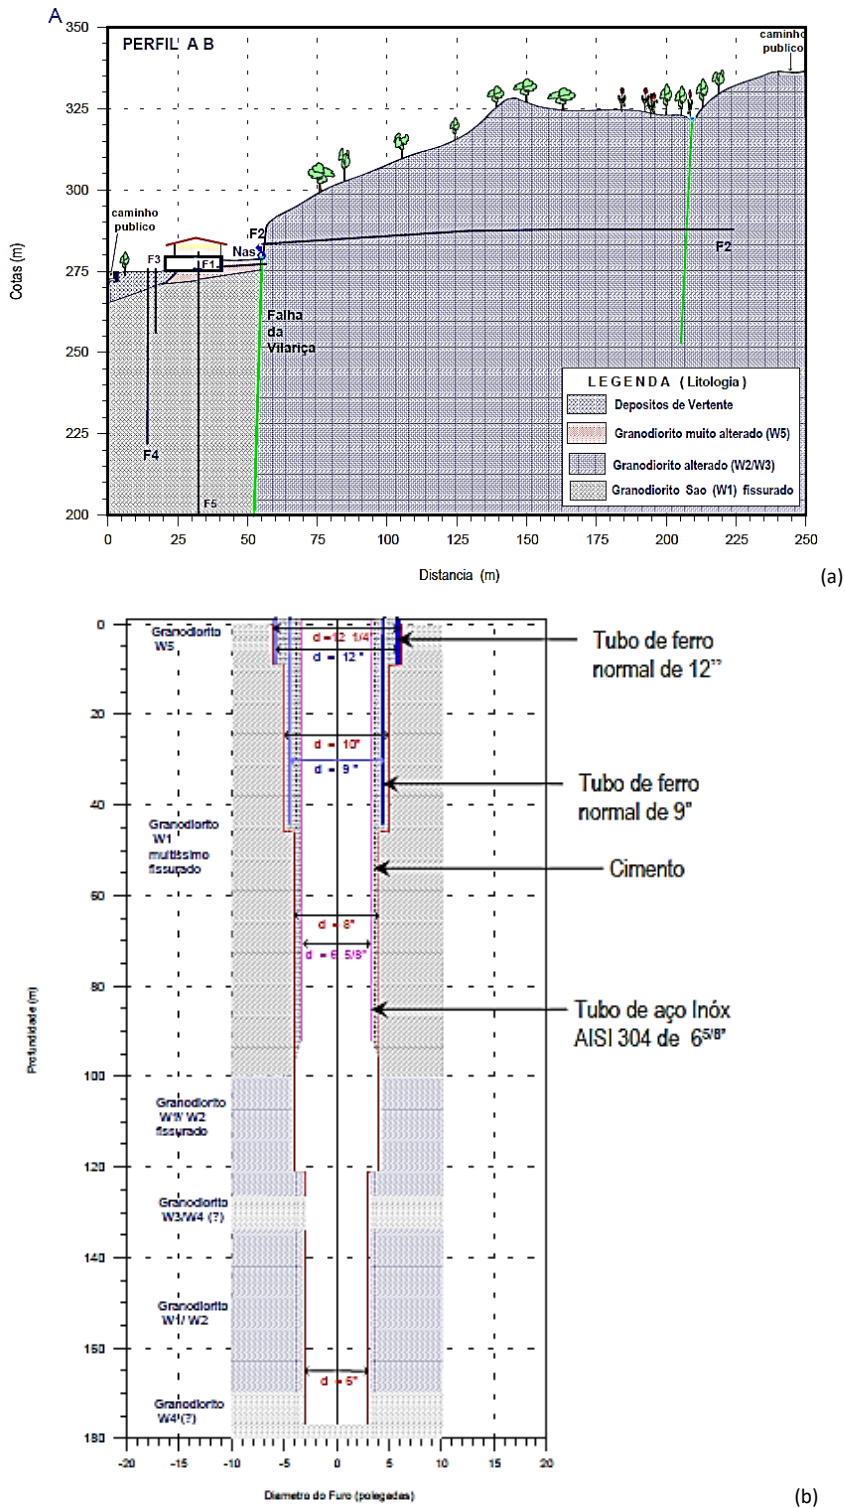 A
PERFIL A B
caminho
publico
350
325
300
275
250
225
200
Cotas (m)
caminho
publico
F3
F1
F2
Nas
F2
Falha
da
Vilariça
F4
F5
LEGENDA ( Litologia )
Depositos de Vertente
Granodiorito muito alterado (W5)
Granodiorito alterado (W2/W3)
Granodiorito Sao (W1) fissurado
0 25 50 75 100 125 150 175 200 225 250
Distancia (m)
(a)
0
20
40
60
80
100
120
140
150
180
Profundidade (m)
Granodiorito
W5
d =12 1/4"
d = 12 "
Tubo de ferro
normal de 12”
d = 10"
d = 9 "
Tubo de ferro
normal de 9”
Granodiorito
W1
muitissimo
fissurado
Cimento
d = 8"
d = 6 5/8"
Tubo de aço Inóx
AISI 304 de 6⁵/⁸”
Granodiorito
W1/ W2
fissurado
Granodiorito
W3/W4 (?)
Granodiorito
W1/ W2
d = 6"
Granodiorito
W4 (?)
-20 -15 -10 -5 0 5 10 15 20
Diametro do Furo (polegadas)
(b)